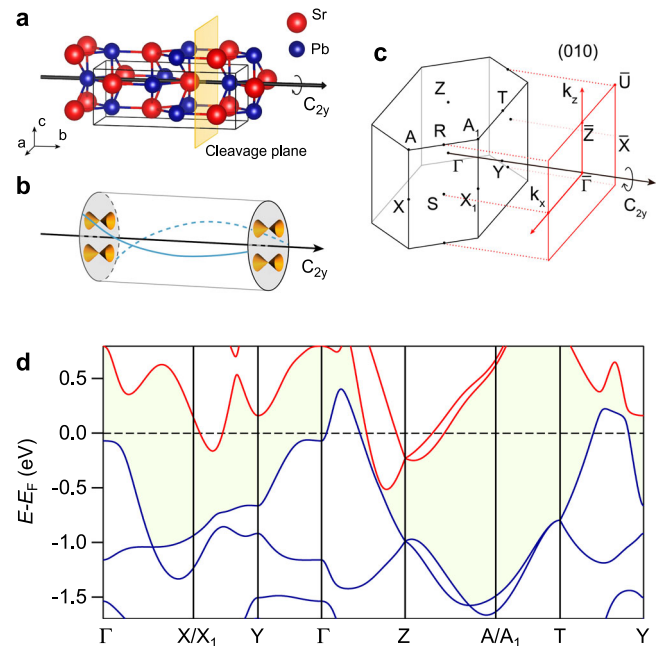 a
Sr
Pb
C2y
c
a
b
Cleavage plane
b
C2y
c
(010)
Z
T
kz
Ū
A
R
A1
Z̄
X̄
Γ
Y
Γ̄
X
S
X1
kx
C2y
d
E-EF (eV)
0.5
0.0
-0.5
-1.0
-1.5
Γ X/X1 Y Γ Z A/A1 T Y